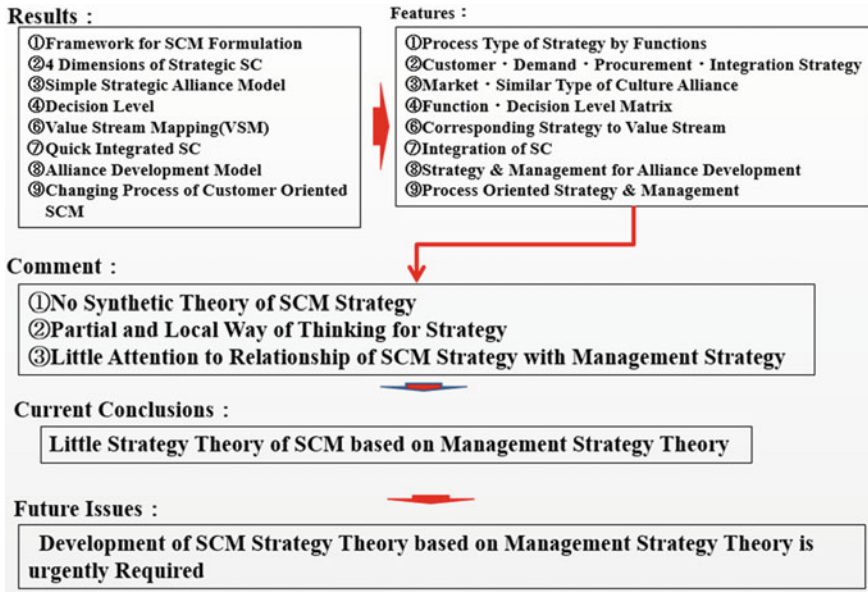 Results：
①Framework for SCM Formulation
②4 Dimensions of Strategic SC
③Simple Strategic Alliance Model
④Decision Level
⑥Value Stream Mapping(VSM)
⑦Quick Integrated SC
⑧Alliance Development Model
⑨Changing Process of Customer Oriented
SCM
Features：
①Process Type of Strategy by Functions
②Customer・Demand・Procurement・Integration Strategy
③Market・Similar Type of Culture Alliance
④Function・Decision Level Matrix
⑥Corresponding Strategy to Value Stream
⑦Integration of SC
⑧Strategy & Management for Alliance Development
⑨Process Oriented Strategy & Management
Comment：
①No Synthetic Theory of SCM Strategy
②Partial and Local Way of Thinking for Strategy
③Little Attention to Relationship of SCM Strategy with Management Strategy
Current Conclusions：
Little Strategy Theory of SCM based on Management Strategy Theory
Future Issues：
Development of SCM Strategy Theory based on Management Strategy Theory is
urgently Required